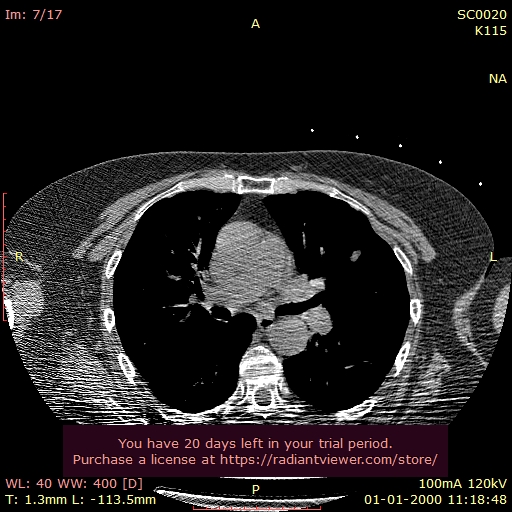 Im: 7/17
SC0020
K115
A
NA
R
L
You have 20 days left in your trial period.
Purchase a license at https://radiantviewer.com/store/
WL: 40 WW: 400 [D]
T: 1.3mm L: -113.5mm
P
100mA 120kV
01-01-2000 11:18:48